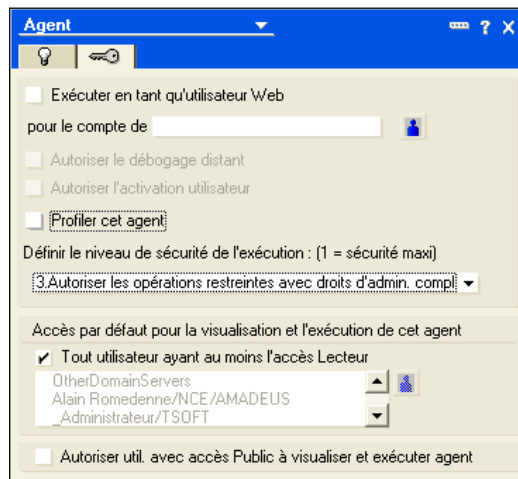 Agent
? X
Exécuter en tant qu'utilisateur Web
pour le compte de
Autoriser le débogage distant
Autoriser l'activation utilisateur
Profiler cet agent
Définir le niveau de sécurité de l'exécution : (1 = sécurité maxi)
3.Autoriser les opérations restreintes avec droits d'admin. compl
Accès par défaut pour la visualisation et l'exécution de cet agent
Tout utilisateur ayant au moins l'accès Lecteur
OtherDomainServers
Alain Romedenne/NCE/AMADEUS
_Administrateur/TSOFT
Autoriser util. avec accès Public à visualiser et exécuter agent